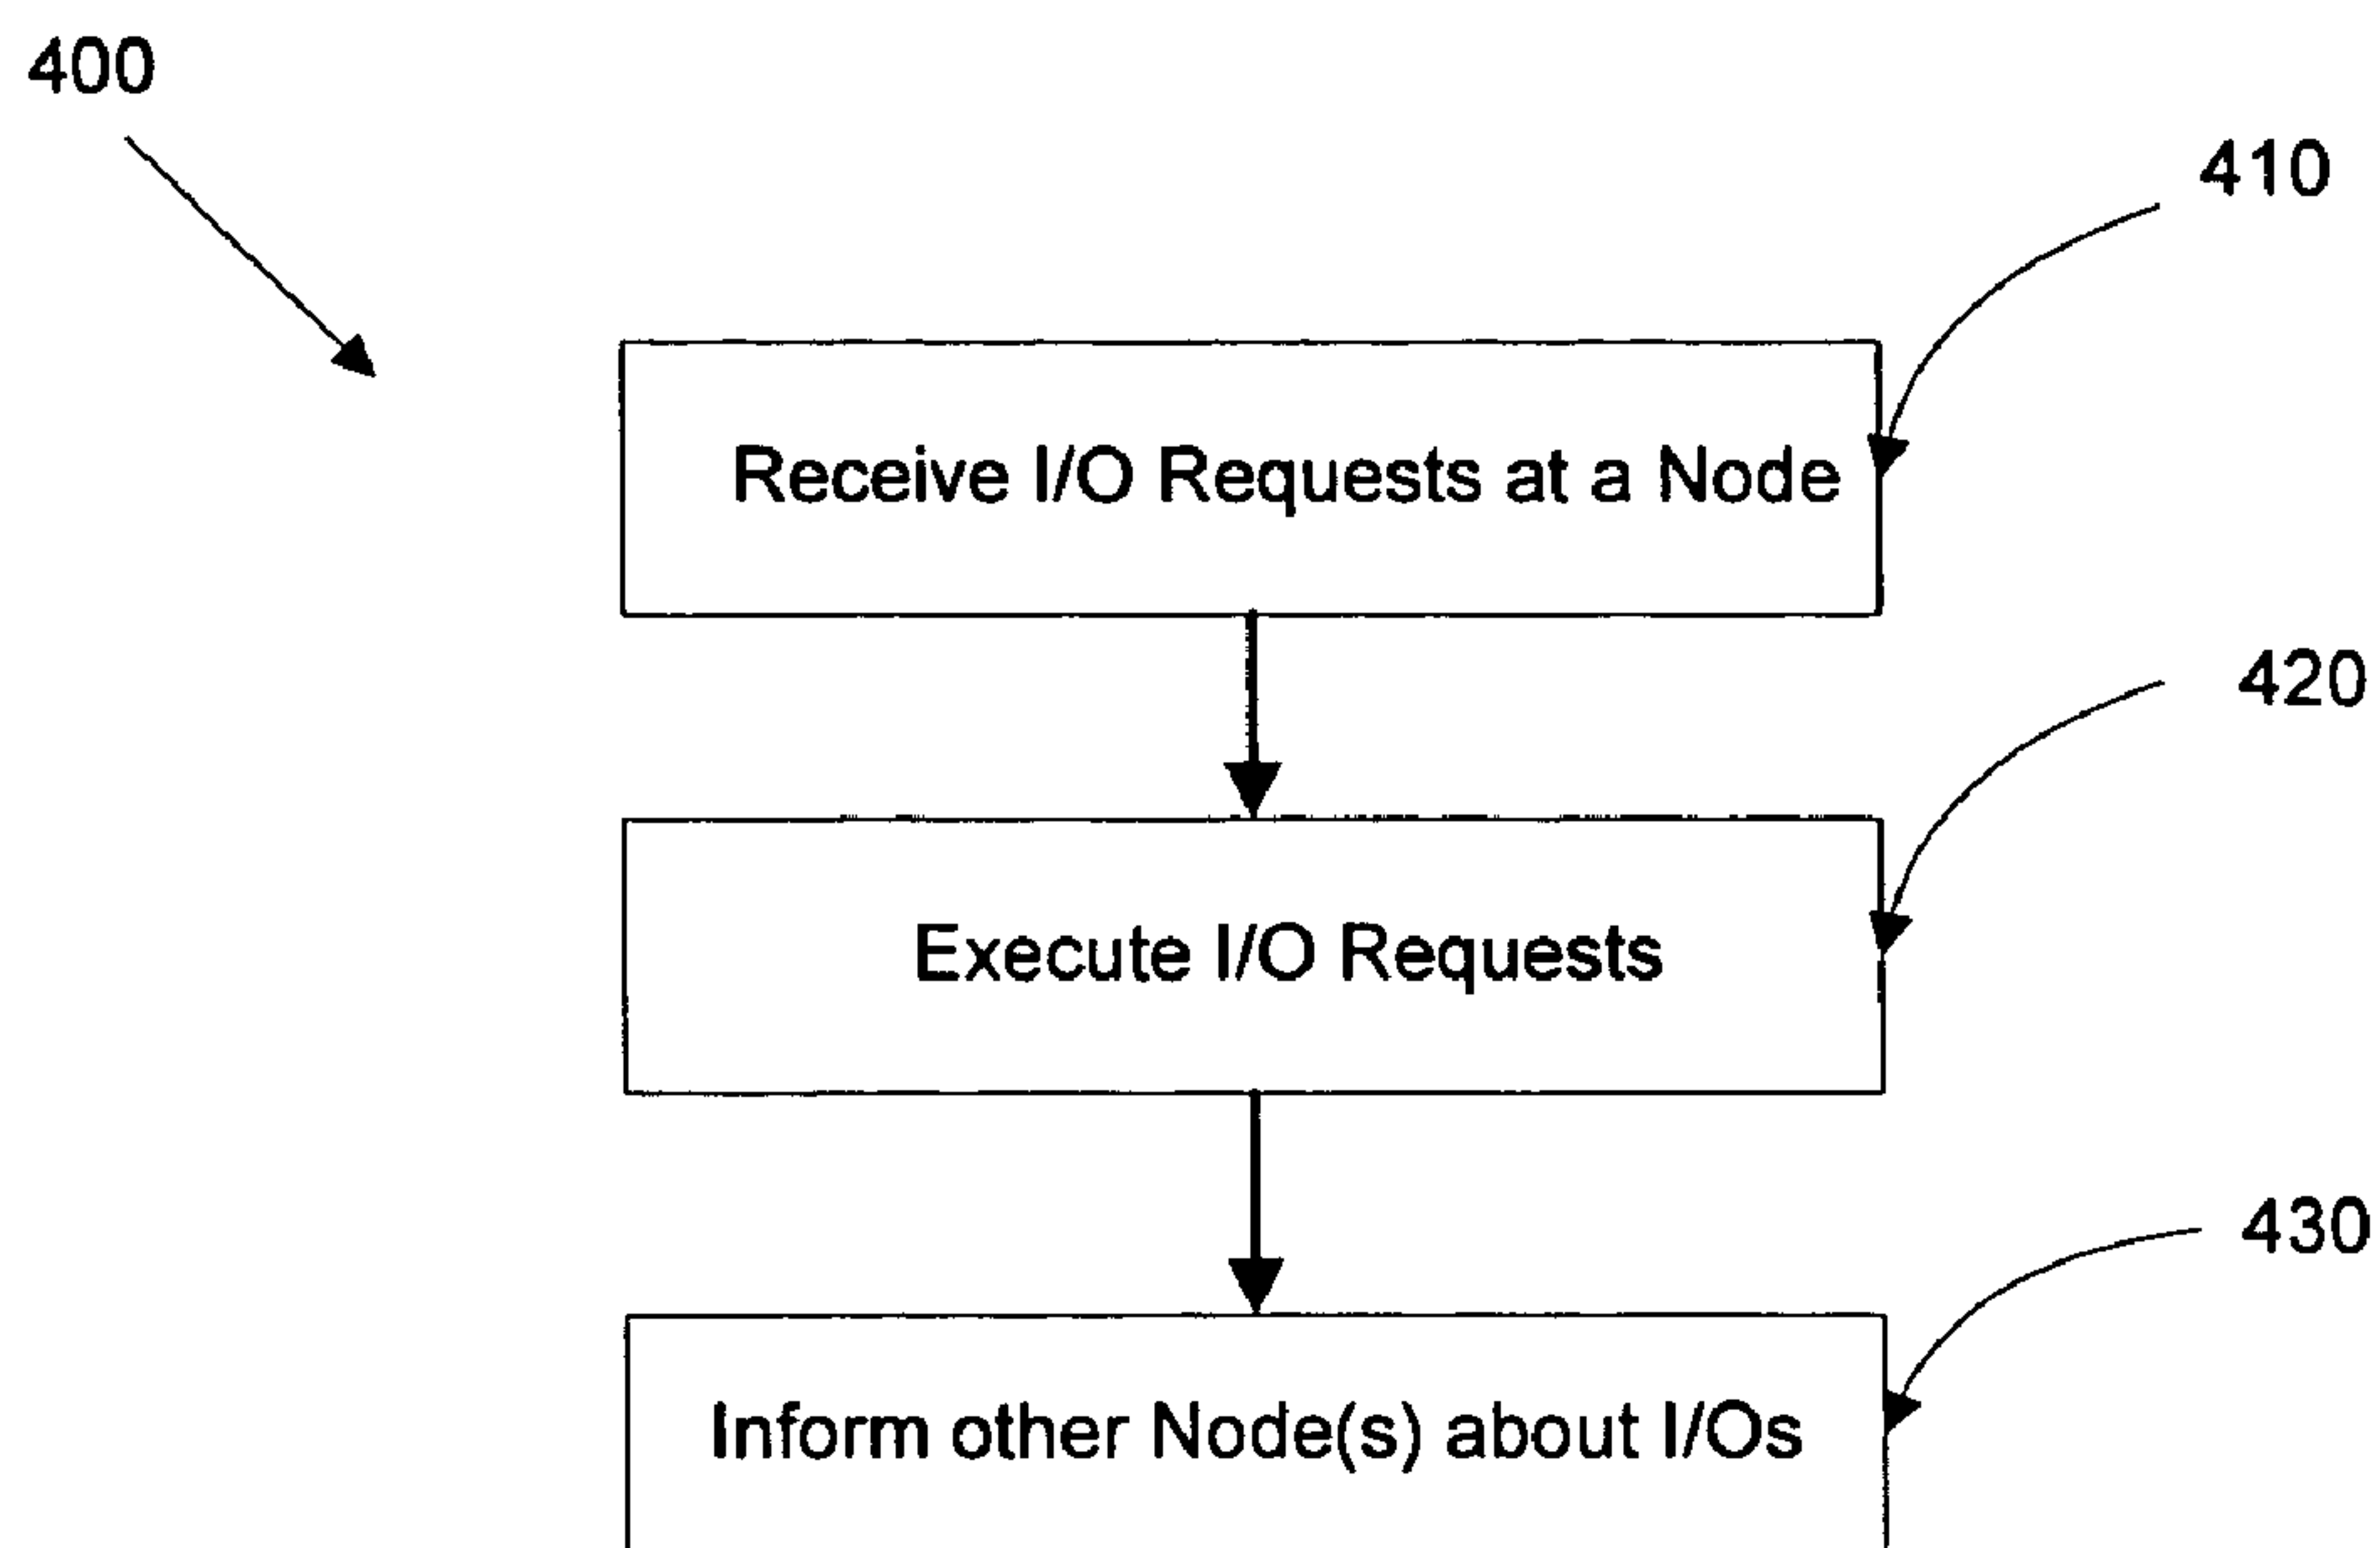 400
410
Receive I/O Requests at a Node
420
Execute I/O Requests
430
Inform other Node(s) about I/Os